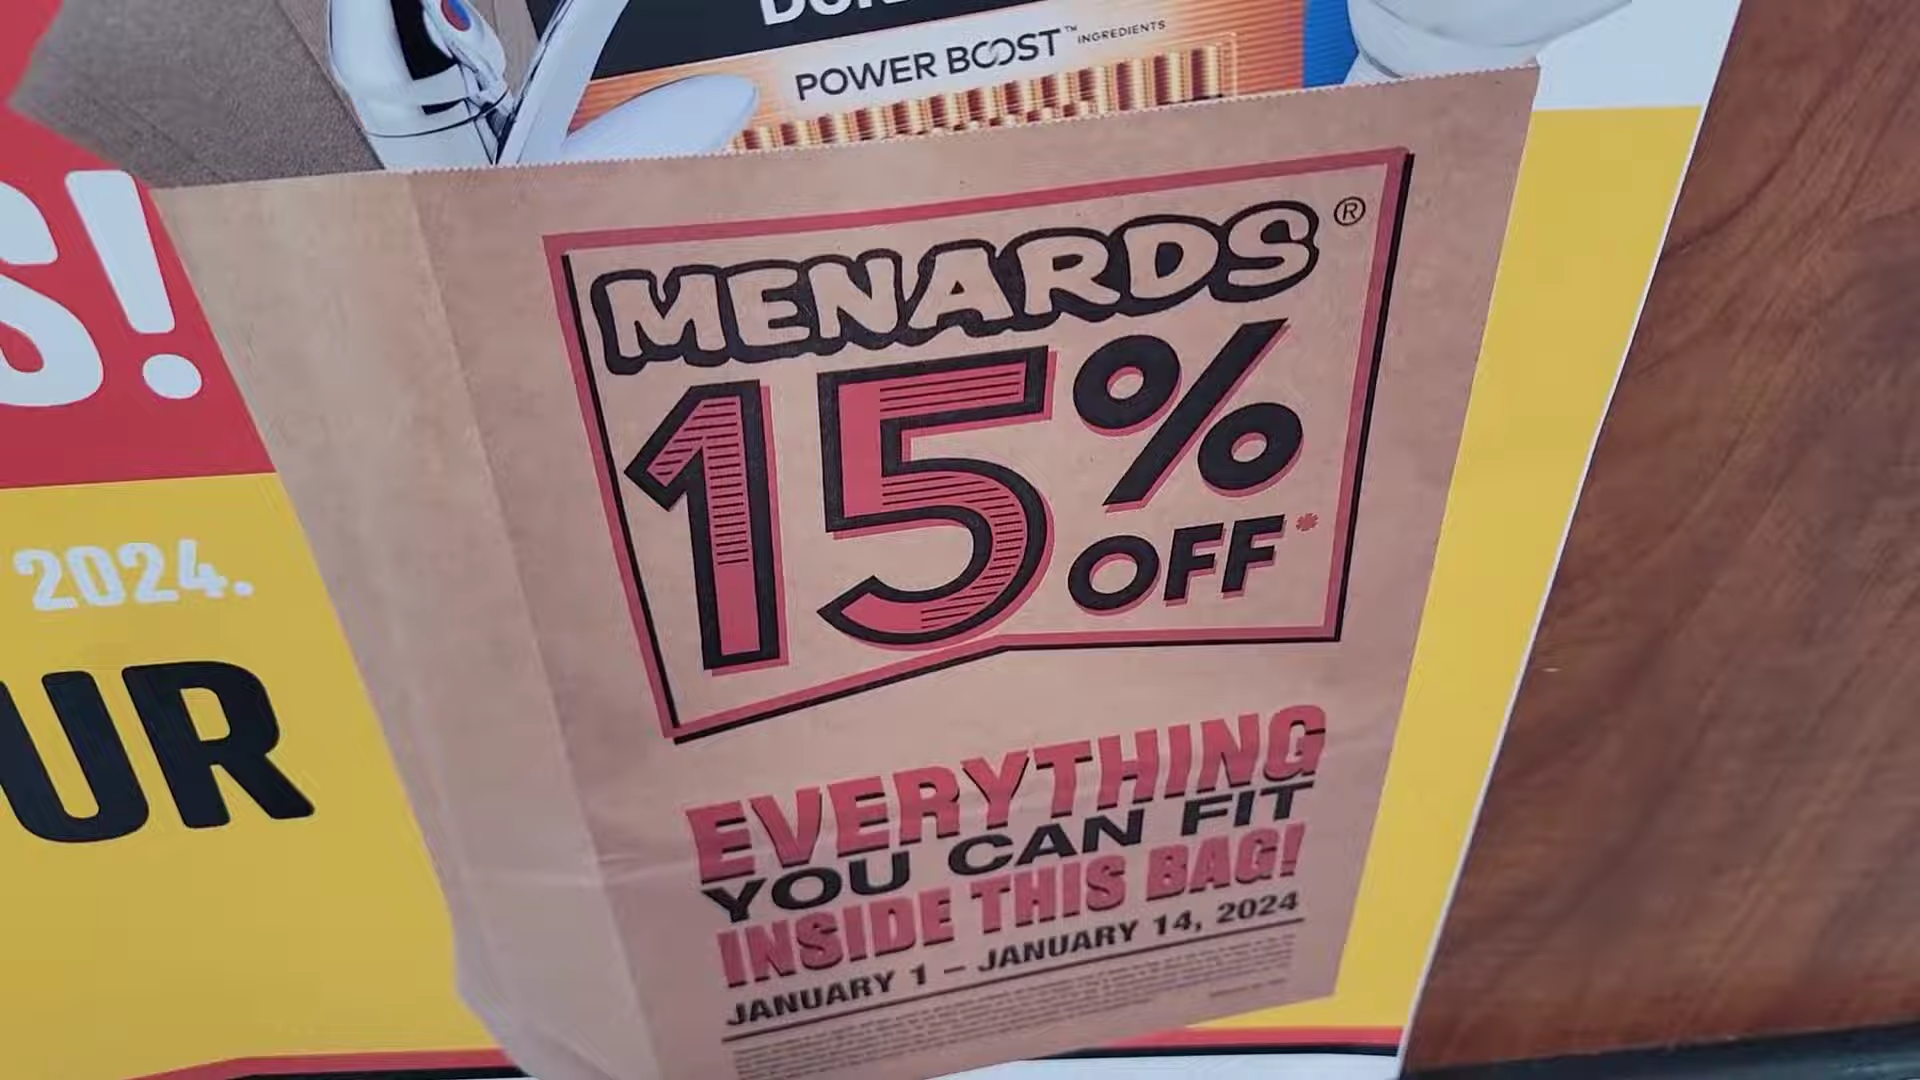 POWER BOOST™ INGREDIENTS
S!
2024.
UR
MENARDS®
15%
OFF*
EVERYTHING
YOU CAN FIT
INSIDE THIS BAG!
JANUARY 1 – JANUARY 14, 2024